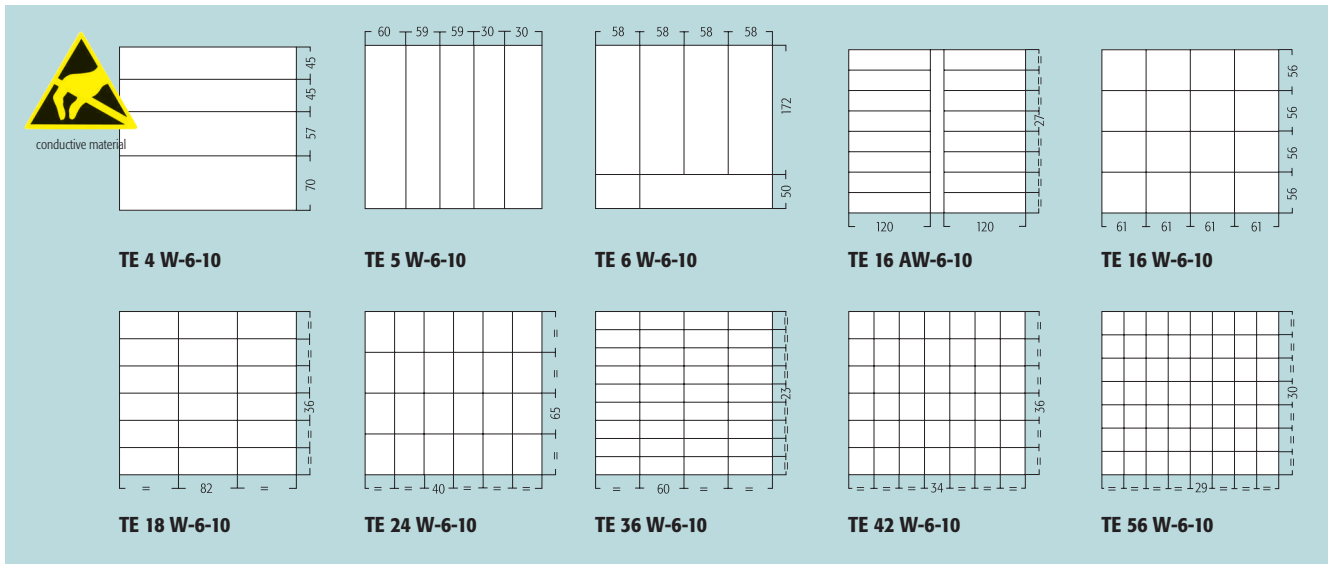 60 59 59 30 30
58 58 58 58
45
45
57
70
172
50
= = = = 27 = = =
56
56
56
56
conductive material
120 120
61 61 61 61
TE 4 W-6-10
TE 5 W-6-10
TE 6 W-6-10
TE 16 AW-6-10
TE 16 W-6-10
= = = 36 = =
= 65 = =
= = = = 23 = = = =
= = = 36 = =
= = = 30 = = =
= 82 =
= = 40 = = =
= 60 = =
= = = 34 = = =
= = = = 29 = = =
TE 18 W-6-10
TE 24 W-6-10
TE 36 W-6-10
TE 42 W-6-10
TE 56 W-6-10